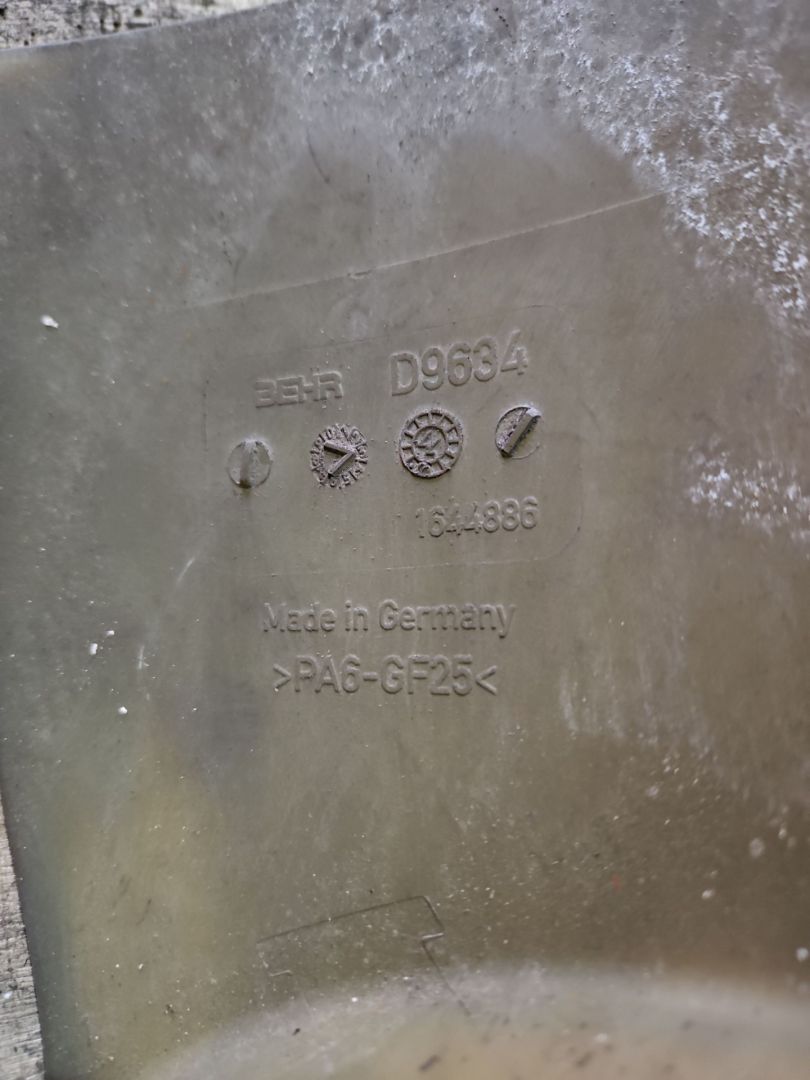 BEHR D9634
1644886
Made in Germany
>PA6-GF25<